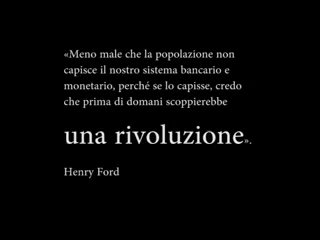 «Meno male che la popolazione non
capisce il nostro sistema bancario e
monetario, perché se lo capisse, credo
che prima di domani scoppierebbe
una rivoluzione».
Henry Ford